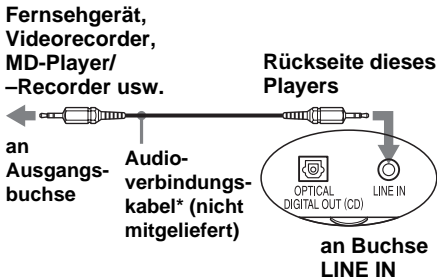 Fernsehgerät,
Videorecorder,
MD-Player/
–Recorder usw.
Rückseite dieses
Players
an
Ausgangs-
buchse
Audio-
verbindungs-
kabel* (nicht
mitgeliefert)
OPTICAL
DIGITAL OUT (CD)
LINE IN
an Buchse
LINE IN